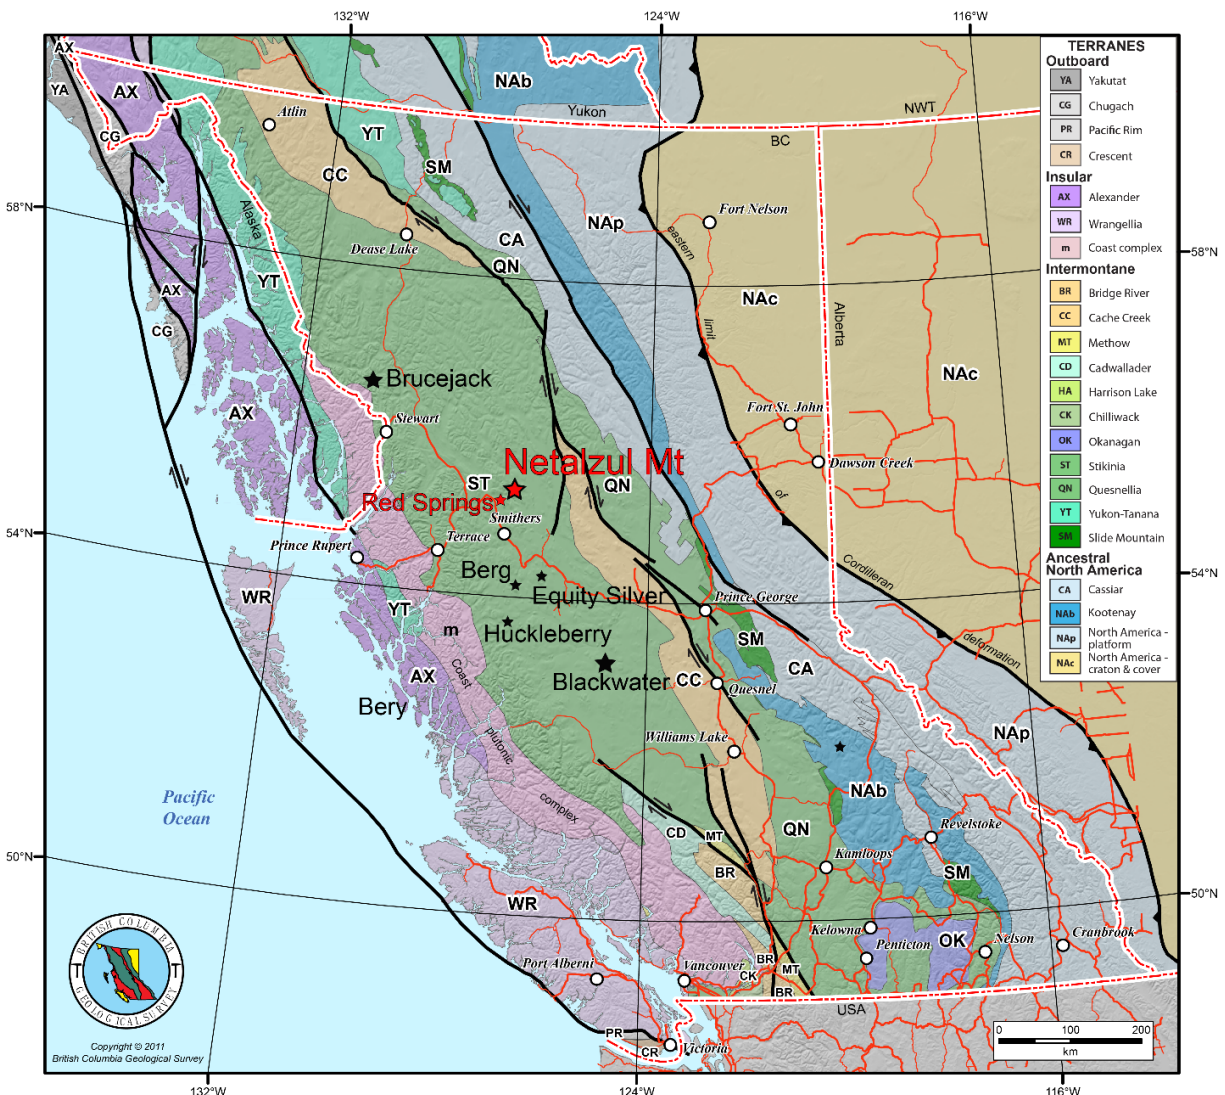 132°W
124°W
116°W
AX
YA
AX
CG
Atlin
YT
CC
SM
NAb
Yukon
NWT
BC
58°N
Alaska
Dease Lake
CA
QN
NAp
Fort Nelson
eastern
limit
of
Cordilleran
deformation
58°N
YT
AX
CG
NAc
Alberta
NAc
AX
Brucejack
Stewart
Fort St. John
Dawson Creek
Netalzul Mt
ST
Red Springs
QN
Smithers
54°N
Prince Rupert
Terrace
54°N
Berg
Equity Silver
Prince George
WR
YT
m
Huckleberry
SM
CA
AX
Coast
plutonic
complex
Bery
Blackwater
CC
Quesnel
Williams Lake
NAp
NAb
Pacific
Ocean
CD
MT
QN
Revelstoke
50°N
BR
Kamloops
SM
50°N
WR
Kelowna
Penticton
OK
Nelson
Cranbrook
Port Alberni
Vancouver
CK
BR
MT
BR
USA
PR
CR
Victoria
TERRANES
Outboard
YA Yakutat
CG Chugach
PR Pacific Rim
CR Crescent
Insular
AX Alexander
WR Wrangellia
m Coast complex
Intermontane
BR Bridge River
CC Cache Creek
MT Methow
CD Cadwallader
HA Harrison Lake
CK Chilliwack
OK Okanagan
ST Stikinia
QN Quesnellia
YT Yukon-Tanana
SM Slide Mountain
Ancestral
North America
CA Cassiar
NAb Kootenay
NAp North America -
platform
NAc North America -
craton & cover
BRITISH COLUMBIA
GEOLOGICAL SURVEY
Copyright © 2011
British Columbia Geological Survey
0 100 200
km
132°W
124°W
116°W